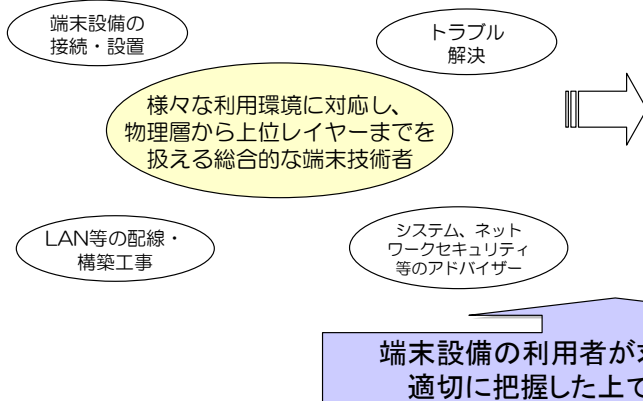 端末設備の
接続・設置
トラブル
解決
様々な利用環境に対応し、
物理層から上位レイヤーまでを
扱える総合的な端末技術者
LAN等の配線・
構築工事
システム、ネット
ワークセキュリティ
等のアドバイザー
端末設備の利用者が
適切に把握した上で